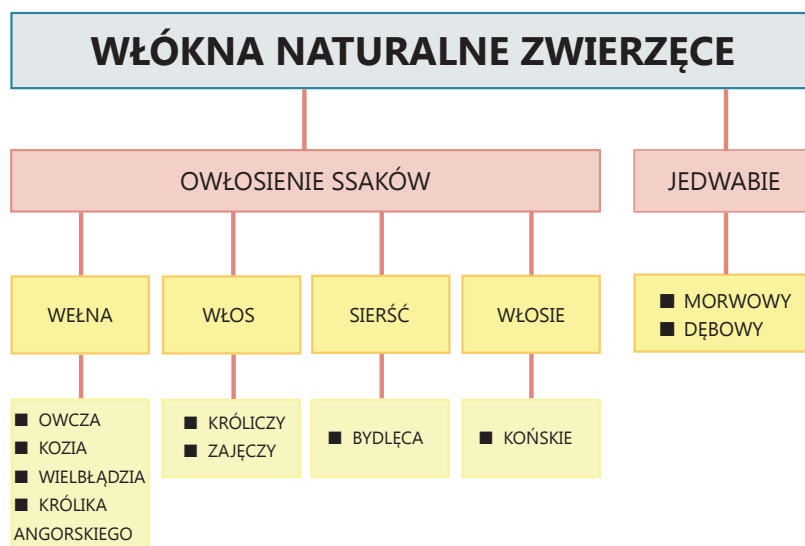 WŁÓKNA NATURALNE ZWIERZĘCE
OWŁOSIENIE SSAKÓW
JEDWABIE
WEŁNA
WŁOS
SIERŚĆ
WŁOSIE
■ MORWOWY
■ DĘBOWY
■ OWCZA
■ KOZIA
■ WIELBŁĄDZIA
■ KRÓLIKA
ANGORSKIEGO
■ KRÓLICZY
■ ZAJĘCZY
■ BYDLĘCA
■ KOŃSKIE